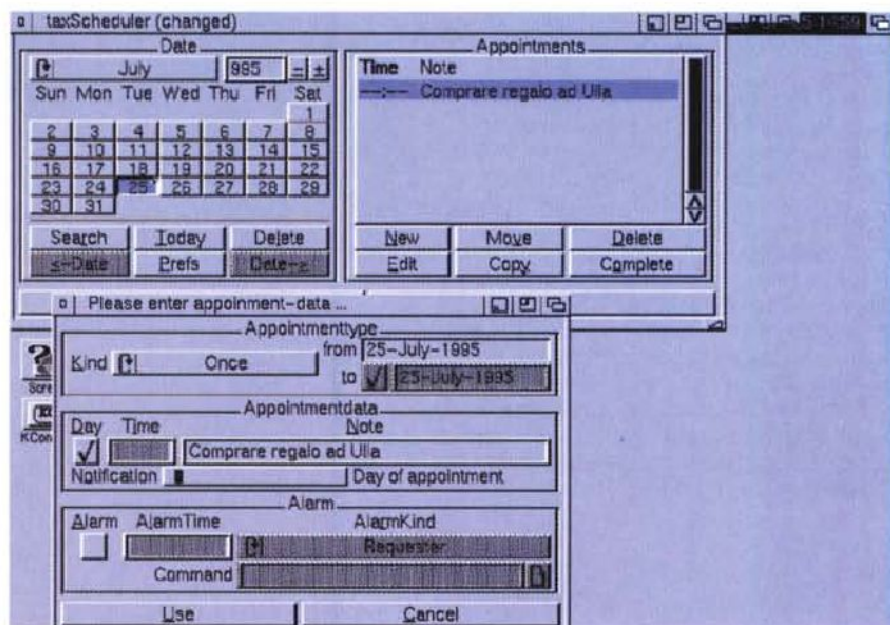 taxScheduler (changed)
Date
July 995
Sun Mon Tue Wed Thu Fri Sat
1
2 3 4 5 6 7 8
9 10 11 12 13 14 15
16 17 18 19 20 21 22
23 24 25 26 27 28 29
30 31
Search Today Delete
<-Date Prefs Date->
Appointments
Time Note
--:-- Comprare regalo ad Ulla
New Move Delete
Edit Copy Complete
Please enter appoinment-data ...
Appointmenttype
Kind Once
from 25-July-1995
to 25-July-1995
Appointmentdata
Day Time Note
Comprare regalo ad Ulla
Notification Day of appointment
Alarm
Alarm AlarmTime AlarmKind
Requester
Command
Use Cancel
Scre
KCon